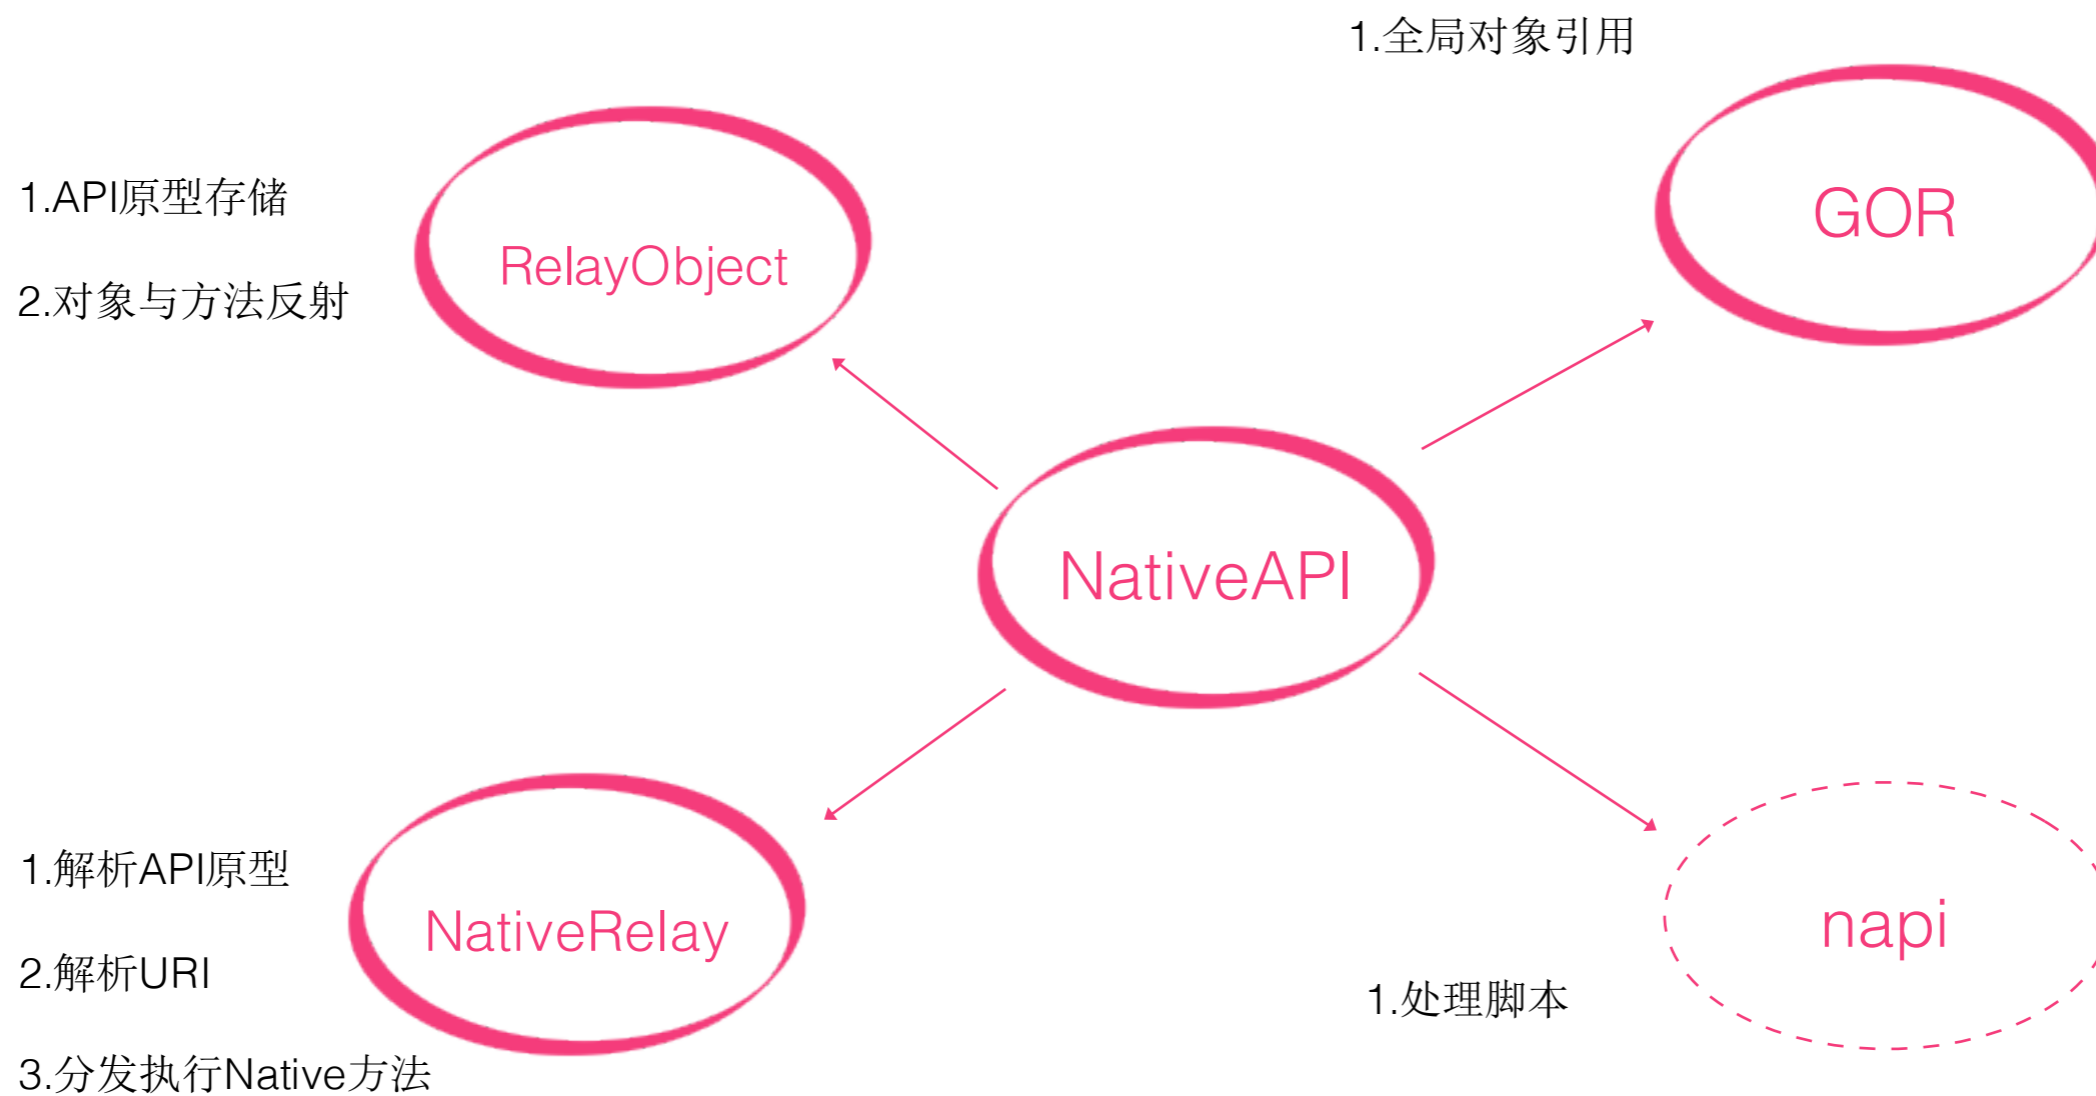 1.全局对象引用
GOR
1.API原型存储
2.对象与方法反射
RelayObject
NativeAPI
1.解析API原型
2.解析URI
3.分发执行Native方法
NativeRelay
napi
1.处理脚本